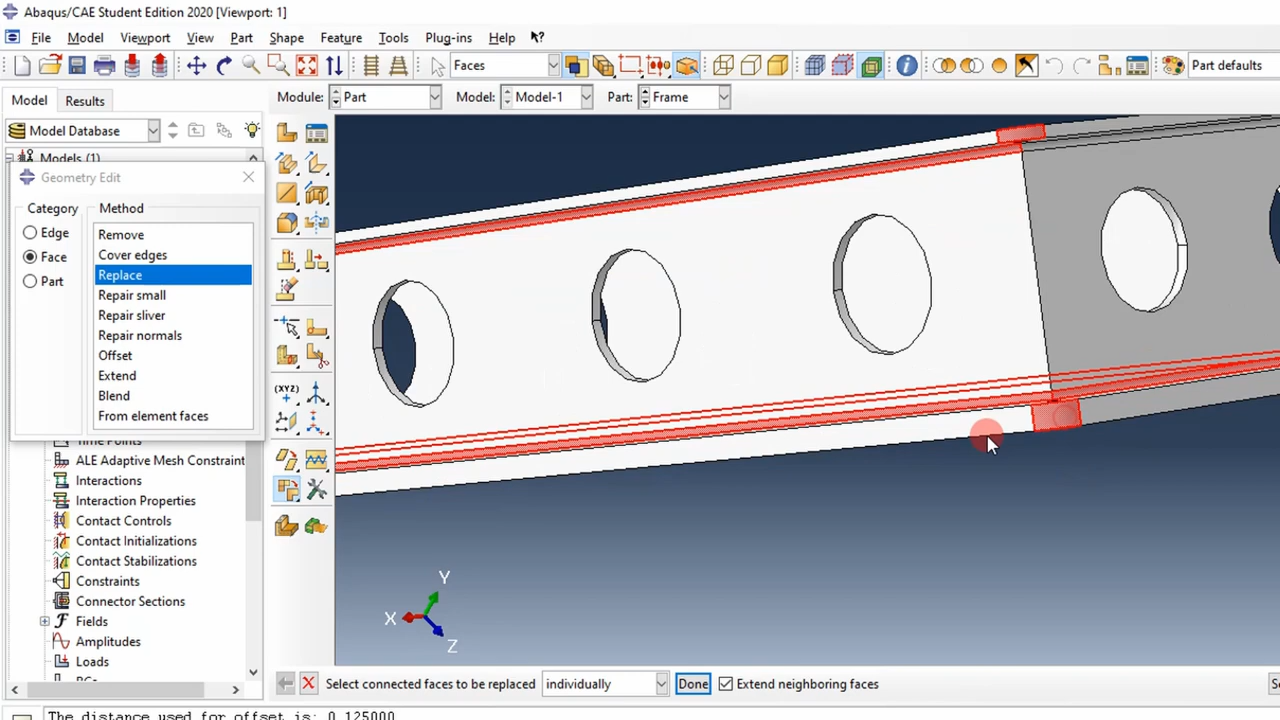 Abaqus/CAE Student Edition 2020 [Viewport: 1]
File Model Viewport View Part Shape Feature Tools Plug-ins Help
Faces Part defaults
Model Results Module: Part Model: Model-1 Part: Frame
Model Database
Models (1)
Geometry Edit
Category Method
Edge
Face
Part
Remove
Cover edges
Replace
Repair small
Repair sliver
Repair normals
Offset
Extend
Blend
From element faces
Time Points
ALE Adaptive Mesh Constraint
Interactions
Interaction Properties
Contact Controls
Contact Initializations
Contact Stabilizations
Constraints
Connector Sections
Fields
Amplitudes
Loads
(XYZ)
Y
X
Z
Select connected faces to be replaced individually Done Extend neighboring faces
The distance used for offset is: 0.125000